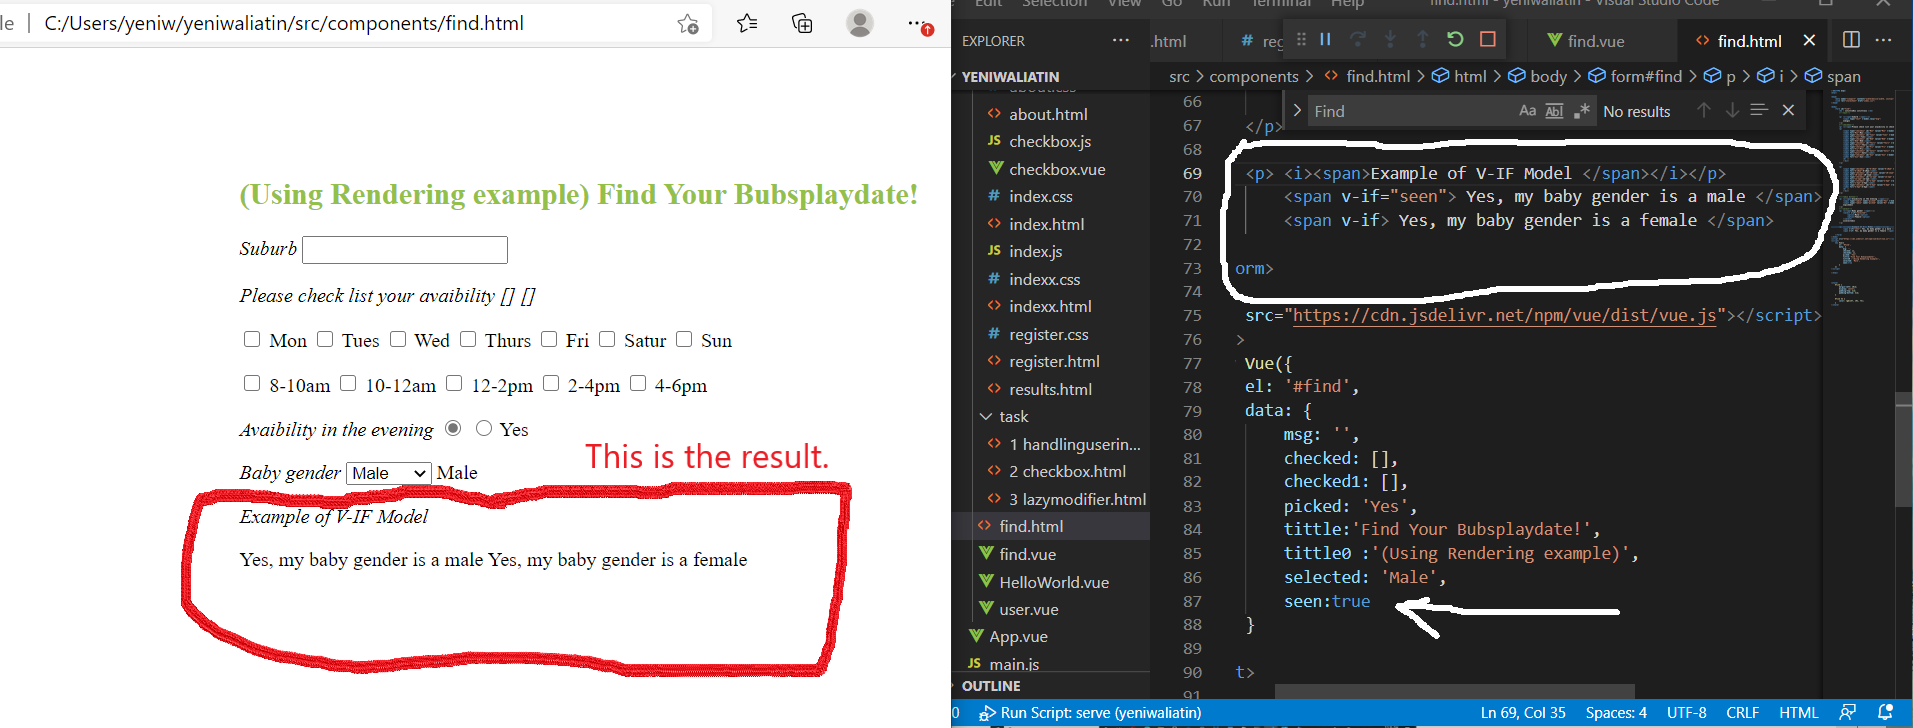 le | C:/Users/yeniw/yeniwaliatin/src/components/find.html
(Using Rendering example) Find Your Bubsplaydate!
Suburb
Please check list your avaibility [] []
Mon Tues Wed Thurs Fri Satur Sun
8-10am 10-12am 12-2pm 2-4pm 4-6pm
Avaibility in the evening Yes
Baby gender Male Male
This is the result.
Example of V-IF Model
Yes, my baby gender is a male Yes, my baby gender is a female
Edit Selection View Go Run Terminal Help find.html - yeniwaliatin - Visual Studio Code
EXPLORER ···
.html # reg find.vue <> find.html
YENIWALIATIN
src > components > <> find.html > html > body > form#find > p > i > span
about.css
<> about.html
JS checkbox.js
checkbox.vue
# index.css
<> index.html
JS index.js
# indexx.css
<> indexx.html
# register.css
<> register.html
<> results.html
task
<> 1 handlinguserin...
<> 2 checkbox.html
<> 3 lazymodifier.html
<> find.html
find.vue
HelloWorld.vue
user.vue
App.vue
JS main.js
OUTLINE
> Find Aa Abl .* No results
66
67 </p>
68
69 <p> <i><span>Example of V-IF Model </span></i></p>
70 <span v-if="seen"> Yes, my baby gender is a male </span>
71 <span v-if> Yes, my baby gender is a female </span>
72
73 orm>
74
75 src="https://cdn.jsdelivr.net/npm/vue/dist/vue.js"></script>
76 >
77 Vue({
78 el: '#find',
79 data: {
80 msg: '',
81 checked: [],
82 checked1: [],
83 picked: 'Yes',
84 tittle:'Find Your Bubsplaydate!',
85 tittle0 :'(Using Rendering example)',
86 selected: 'Male',
87 seen:true
88 }
89
90 t>
91
0 Run Script: serve (yeniwaliatin) Ln 69, Col 35 Spaces: 4 UTF-8 CRLF HTML